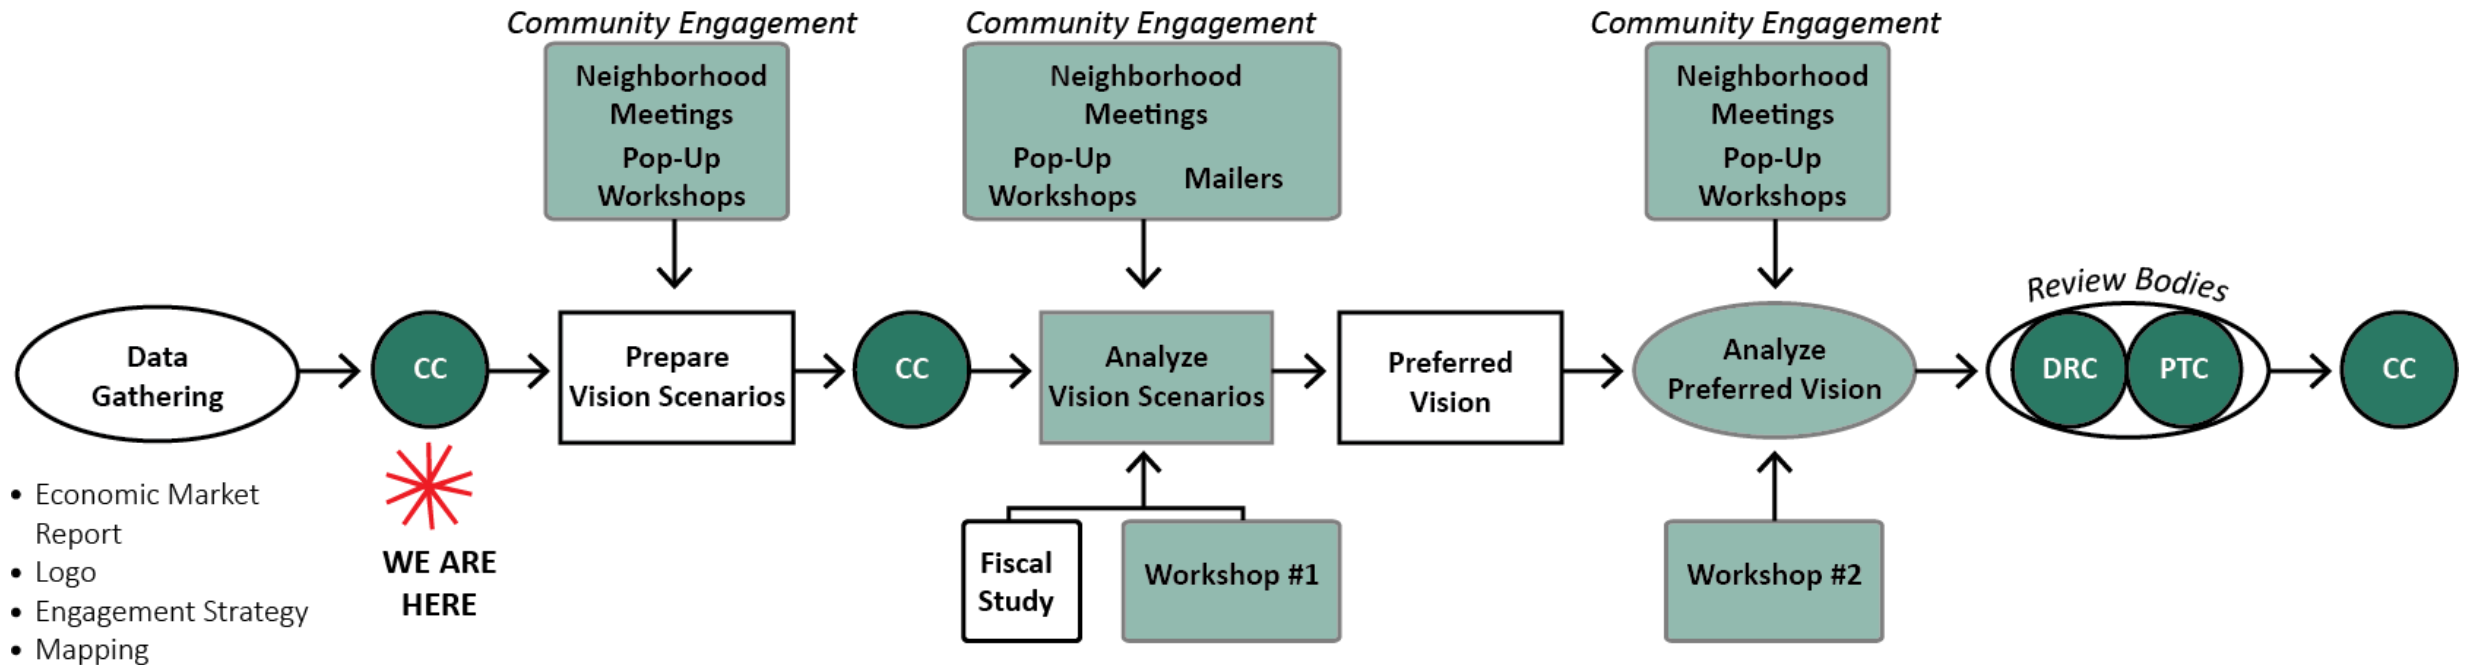 Community Engagement
Neighborhood
Meetings
Pop-Up
Workshops
Community Engagement
Neighborhood
Meetings
Pop-Up
Workshops
Mailers
Community Engagement
Neighborhood
Meetings
Pop-Up
Workshops
Data
Gathering
CC
Prepare
Vision Scenarios
CC
Analyze
Vision Scenarios
Preferred
Vision
Analyze
Preferred Vision
Review Bodies
DRC
PTC
CC
• Economic Market
Report
• Logo
• Engagement Strategy
• Mapping
WE ARE
HERE
Fiscal
Study
Workshop #1
Workshop #2